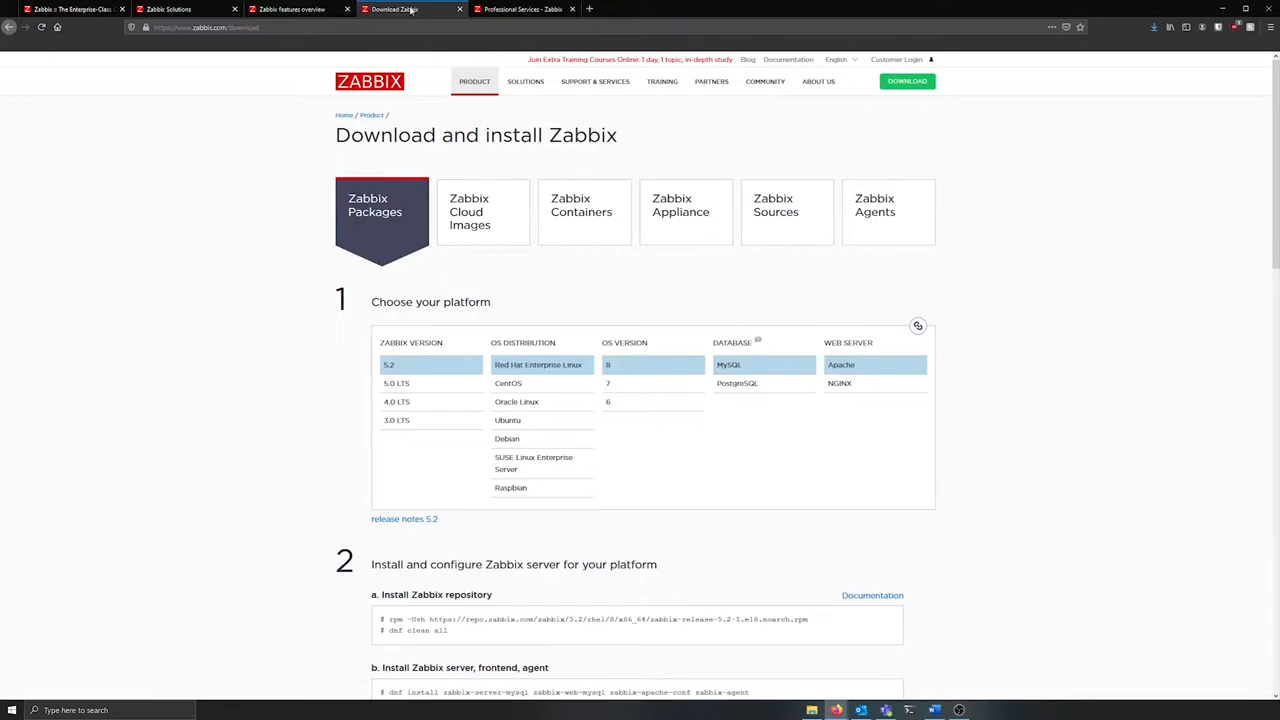 Zabbix :: The Enterprise-Class O
Zabbix Solutions
Zabbix features overview
Download Zabbix
Professional Services - Zabbix
https://www.zabbix.com/download
Join Extra Training Courses Online: 1 day, 1 topic, in-depth study
Blog
Documentation
English
Customer Login
ZABBIX
PRODUCT
SOLUTIONS
SUPPORT & SERVICES
TRAINING
PARTNERS
COMMUNITY
ABOUT US
DOWNLOAD
Home / Product /
Download and install Zabbix
Zabbix
Packages
Zabbix
Cloud
Images
Zabbix
Containers
Zabbix
Appliance
Zabbix
Sources
Zabbix
Agents
1 Choose your platform
ZABBIX VERSION
OS DISTRIBUTION
OS VERSION
DATABASE
WEB SERVER
5.2
Red Hat Enterprise Linux
8
MySQL
Apache
5.0 LTS
CentOS
7
PostgreSQL
NGINX
4.0 LTS
Oracle Linux
6
3.0 LTS
Ubuntu
Debian
SUSE Linux Enterprise
Server
Raspbian
release notes 5.2
2 Install and configure Zabbix server for your platform
a. Install Zabbix repository
Documentation
# rpm -Uvh https://repo.zabbix.com/zabbix/5.2/rhel/8/x86_64/zabbix-release-5.2-1.el8.noarch.rpm
# dnf clean all
b. Install Zabbix server, frontend, agent
# dnf install zabbix-server-mysql zabbix-web-mysql zabbix-apache-conf zabbix-agent
Type here to search